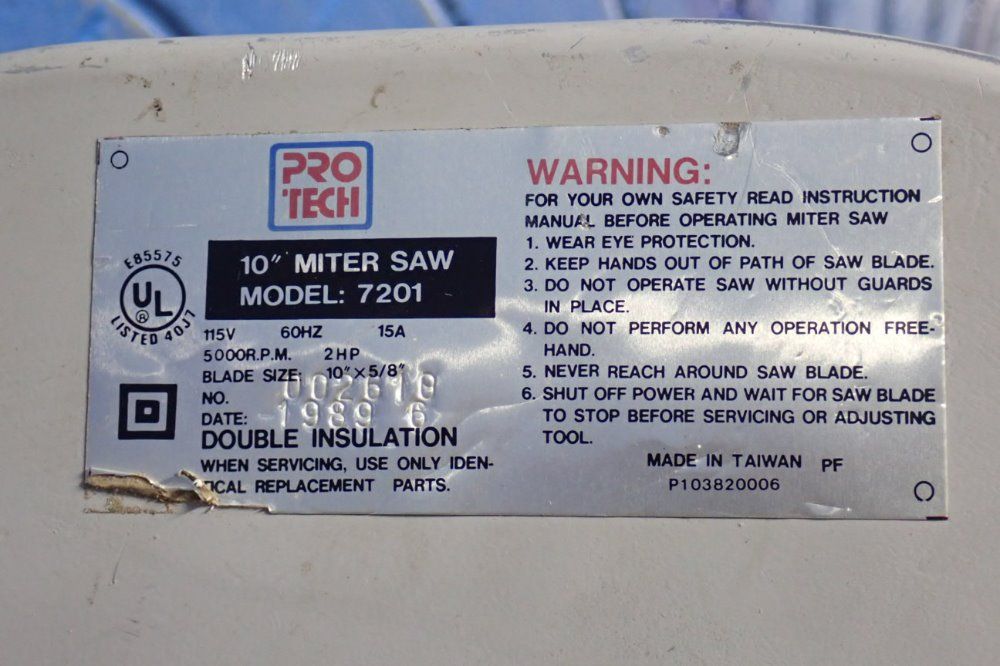 PRO
TECH
10" MITER SAW
MODEL: 7201
E85575
UL
®
LISTED 40J7
115V 60HZ 15A
5000R.P.M. 2HP
BLADE SIZE: 10"×5/8"
NO. 002610
DATE: 1989 6
DOUBLE INSULATION
WHEN SERVICING, USE ONLY IDEN-
TICAL REPLACEMENT PARTS.
WARNING:
FOR YOUR OWN SAFETY READ INSTRUCTION
MANUAL BEFORE OPERATING MITER SAW
1. WEAR EYE PROTECTION.
2. KEEP HANDS OUT OF PATH OF SAW BLADE.
3. DO NOT OPERATE SAW WITHOUT GUARDS
IN PLACE.
4. DO NOT PERFORM ANY OPERATION FREE-
HAND.
5. NEVER REACH AROUND SAW BLADE.
6. SHUT OFF POWER AND WAIT FOR SAW BLADE
TO STOP BEFORE SERVICING OR ADJUSTING
TOOL.
MADE IN TAIWAN PF
P103820006